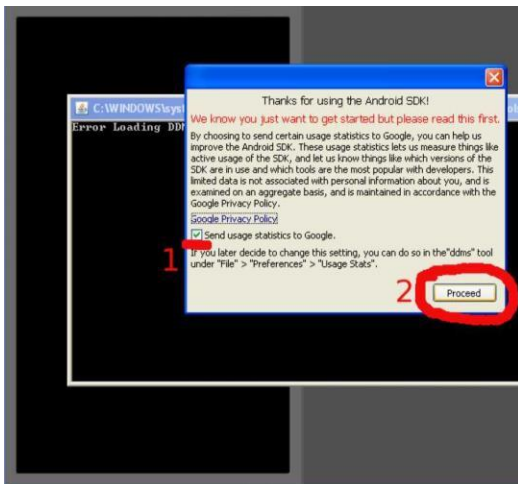 C:\WINDOWS\sys
Error Loading DD
Thanks for using the Android SDK!
We know you just want to get started but please read this first.
By choosing to send certain usage statistics to Google, you can help us
improve the Android SDK. These usage statistics lets us measure things like
active usage of the SDK, and let us know things like which versions of the
SDK are in use and which tools are the most popular with developers. This
limited data is not associated with personal information about you, and is
examined on an aggregate basis, and is maintained in accordance with the
Google Privacy Policy.
Google Privacy Policy
Send usage statistics to Google.
1
If you later decide to change this setting, you can do so in the"ddms" tool
under "File" > "Preferences" > "Usage Stats".
2
Proceed